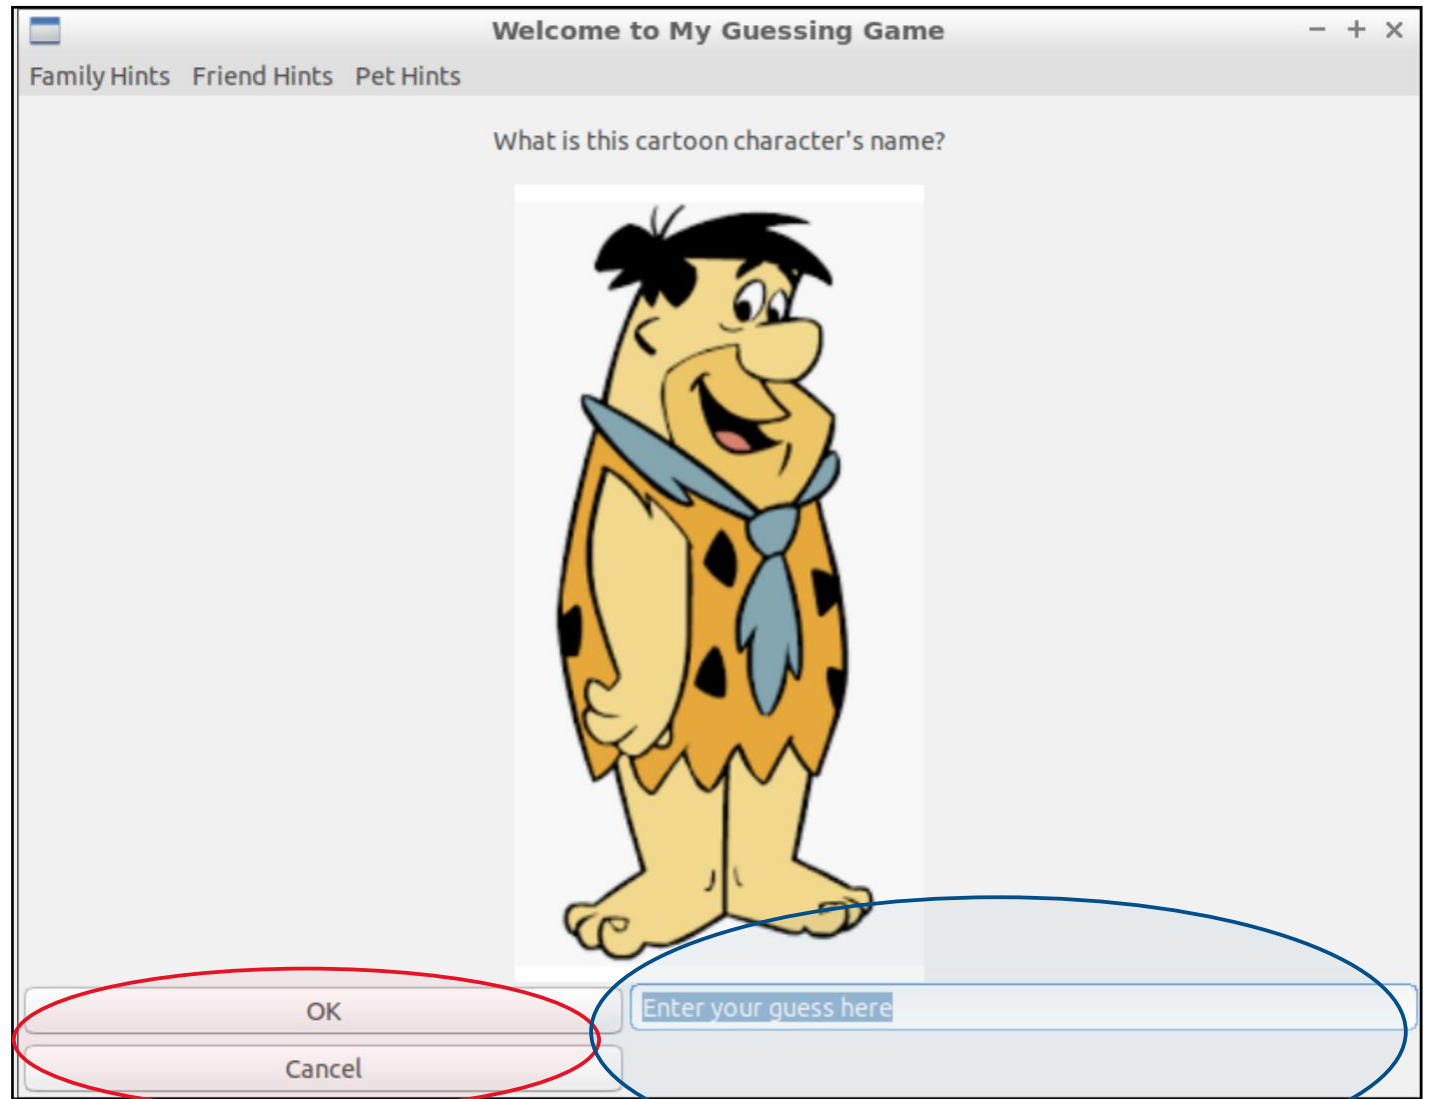 Welcome to My Guessing Game
Family Hints Friend Hints Pet Hints
What is this cartoon character's name?
OK
Enter your guess here
Cancel